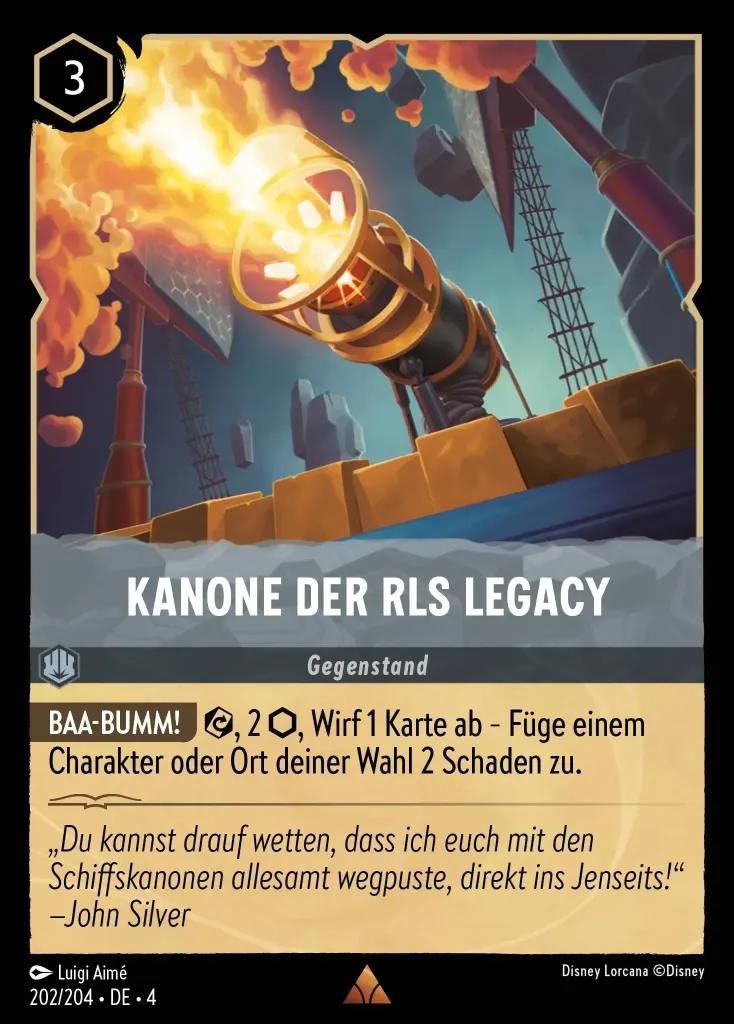 3
KANONE DER RLS LEGACY
Gegenstand
BAA-BUMM! , 2 , Wirf 1 Karte ab – Füge einem
Charakter oder Ort deiner Wahl 2 Schaden zu.
„Du kannst drauf wetten, dass ich euch mit den
Schiffskanonen allesamt wegpuste, direkt ins Jenseits!“
–John Silver
Luigi Aimé
Disney Lorcana ©Disney
202/204 • DE • 4